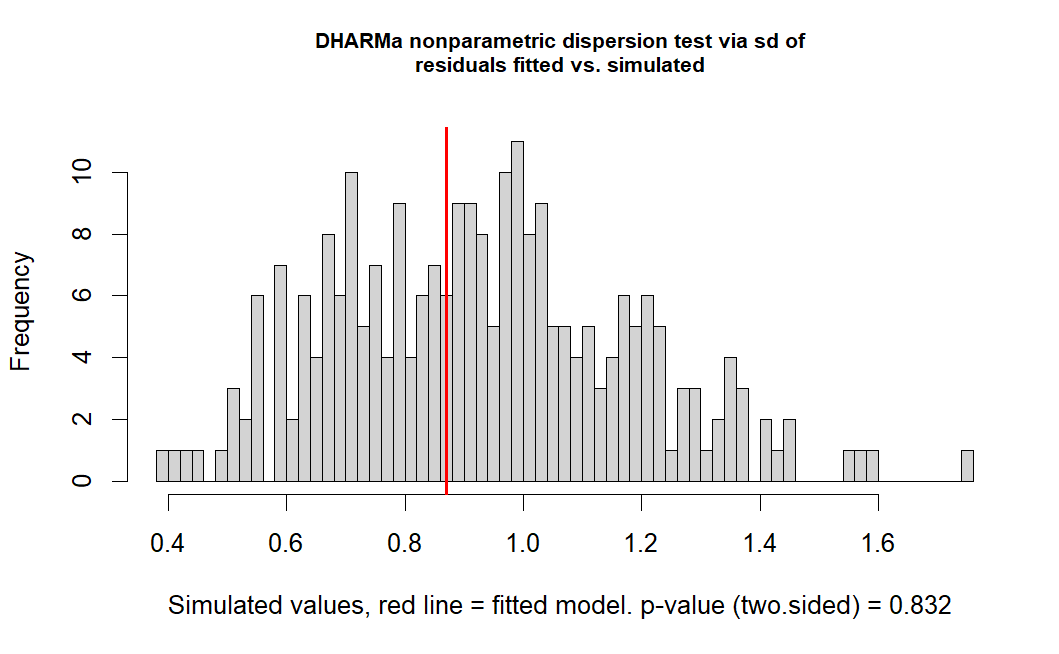 DHARMa nonparametric dispersion test via sd of
residuals fitted vs. simulated
Frequency
10
8
6
4
2
0
0.4 0.6 0.8 1.0 1.2 1.4 1.6
Simulated values, red line = fitted model. p-value (two.sided) = 0.832